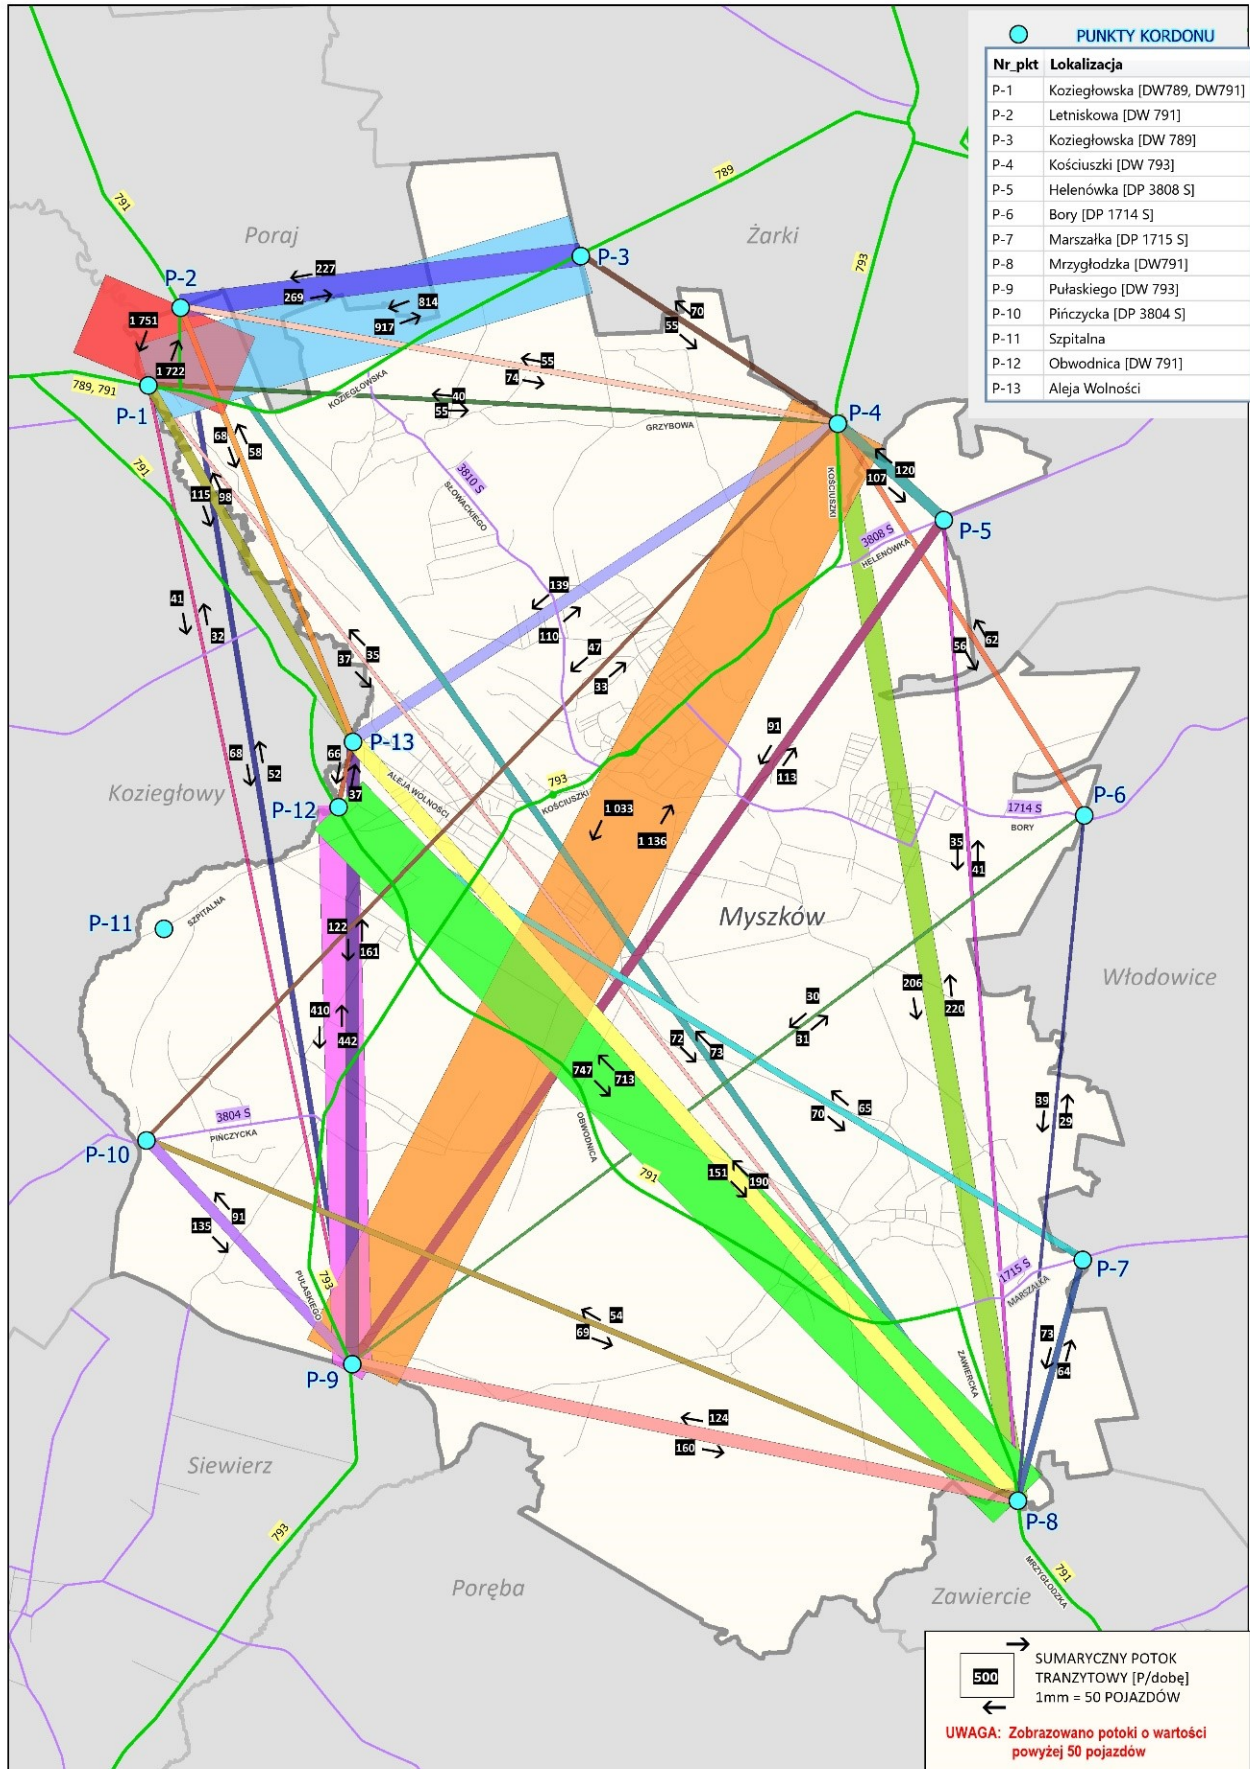 PUNKTY KORDONU
Nr_pkt Lokalizacja
P-1 Koziegłowska [DW789, DW791]
P-2 Letniskowa [DW 791]
P-3 Koziegłowska [DW 789]
P-4 Kościuszki [DW 793]
P-5 Helenówka [DP 3808 S]
P-6 Bory [DP 1714 S]
P-7 Marszałka [DP 1715 S]
P-8 Mrzygłodzka [DW791]
P-9 Pułaskiego [DW 793]
P-10 Pińczycka [DP 3804 S]
P-11 Szpitalna
P-12 Obwodnica [DW 791]
P-13 Aleja Wolności
789
791
Poraj
Żarki
793
P-3
P-2
227
269
814
917
70
55
1 751
1 722
789, 791
P-1
KOZIEGŁOWSKA
55
74
40
55
GRZYBOWA
P-4
68
58
791
3810 S
SŁOWACKIEGO
KOŚCIUSZKI
120
107
115
98
P-5
3808 S
HELENÓWKA
41
32
139
110
47
33
37
35
56
62
P-13
68
52
66
37
ALEJA WOLNOŚCI
91
113
Koziegłowy
P-12
793
KOŚCIUSZKI
1 033
1 136
P-6
1714 S
BORY
35
41
P-11
SZPITALNA
Myszków
122
161
Włodowice
206
220
30
31
410
442
72
73
747
713
70
65
39
29
3804 S
PIŃCZYCKA
OBWODNICA
P-10
791
151
190
135
91
PUŁASKIEGO
793
P-7
1715 S
MARSZAŁKA
54
69
73
64
P-9
ZAWIERCKA
124
160
Siewierz
P-8
793
MRZYGŁODZKA
791
Poręba
Zawiercie
500
SUMARYCZNY POTOK
TRANZYTOWY [P/dobę]
1mm = 50 POJAZDÓW
UWAGA: Zobrazowano potoki o wartości
powyżej 50 pojazdów